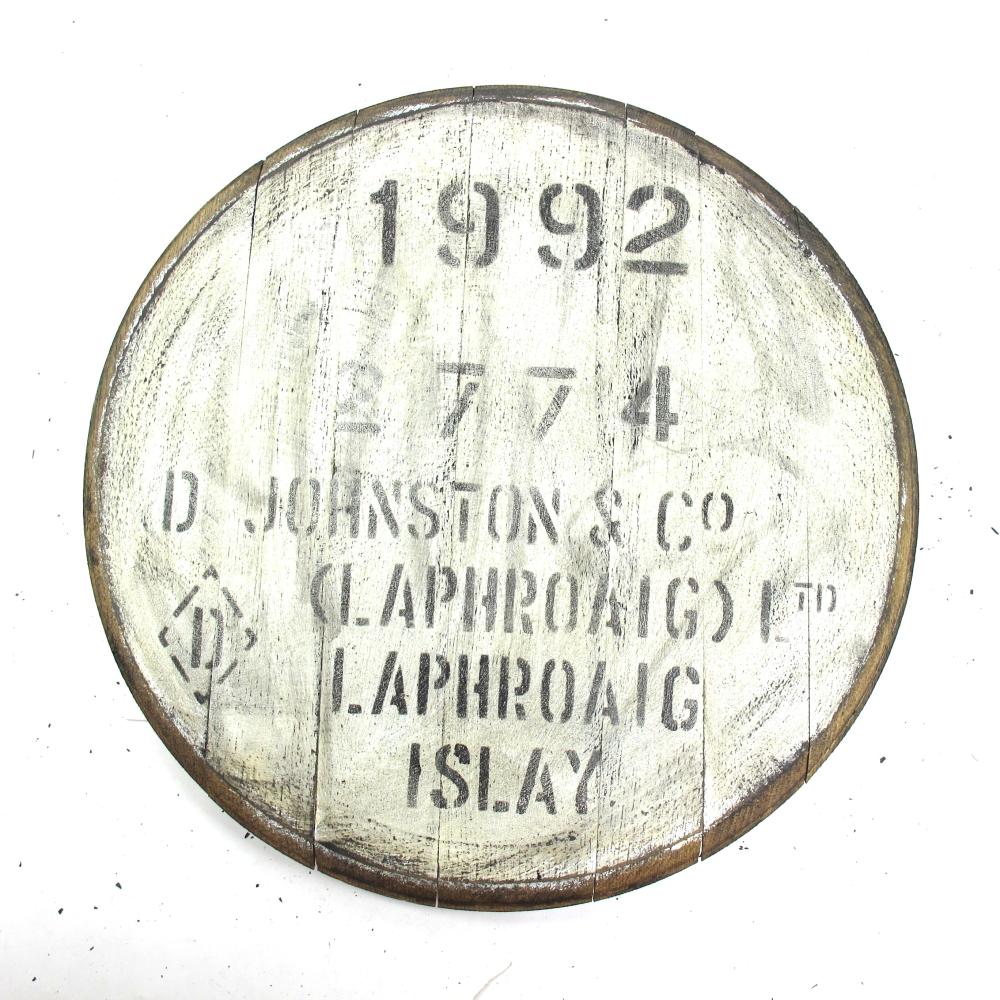 1992
2774
D JOHNSTON & Co
(LAPHROAIG) LTD
D
LAPHROAIG
ISLAY.